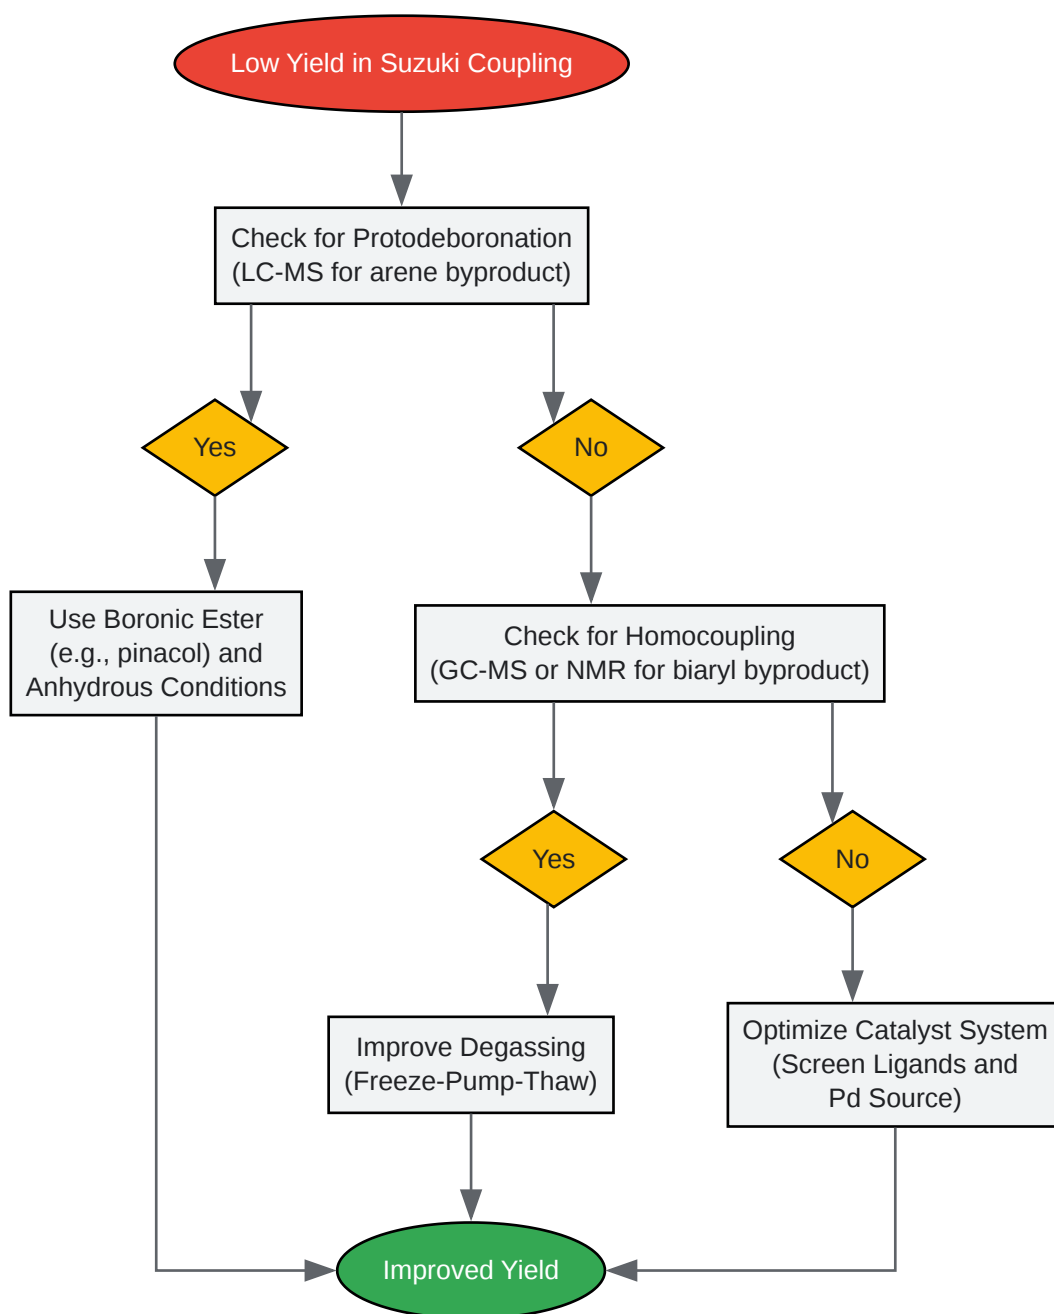 Low Yield in Suzuki Coupling
Check for Protodeboronation
(LC-MS for arene byproduct)
Yes
No
Use Boronic Ester
(e.g., pinacol) and
Anhydrous Conditions
Check for Homocoupling
(GC-MS or NMR for biaryl byproduct)
Yes
No
Improve Degassing
(Freeze-Pump-Thaw)
Optimize Catalyst System
(Screen Ligands and
Pd Source)
Improved Yield